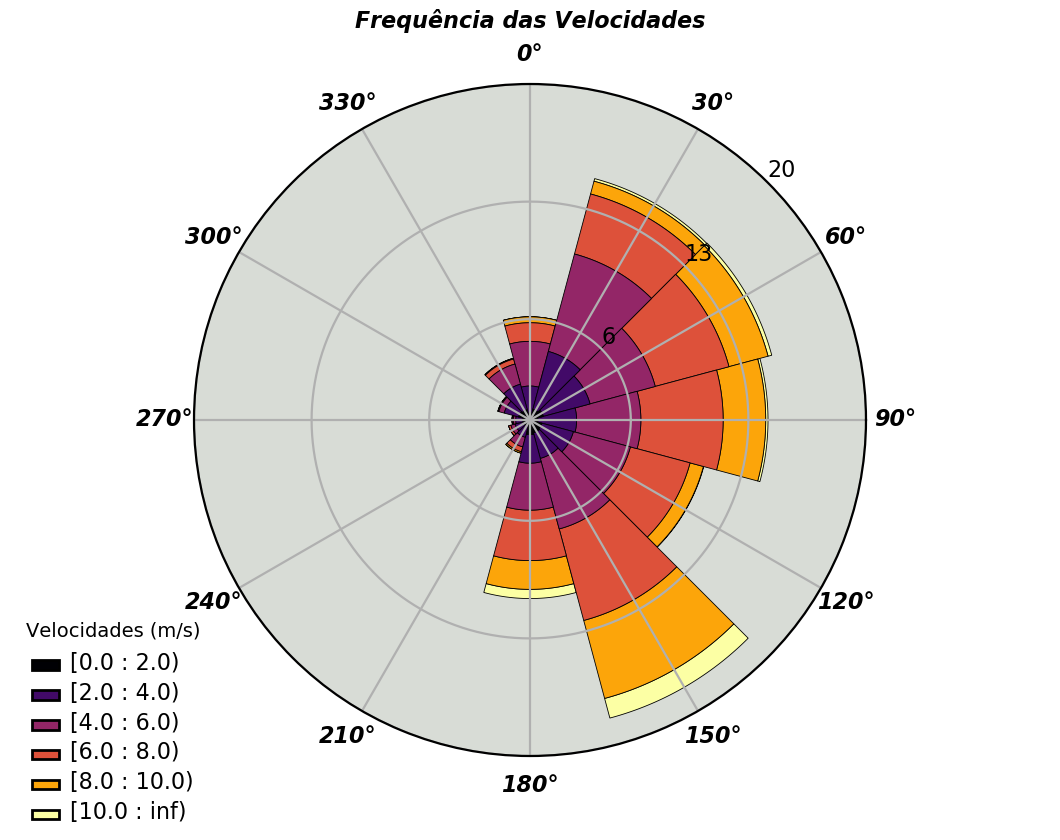 Frequência das Velocidades
0°
330°
30°
20
300°
60°
13
6
270°
90°
240°
120°
210°
150°
180°
Velocidades (m/s)
[0.0 : 2.0)
[2.0 : 4.0)
[4.0 : 6.0)
[6.0 : 8.0)
[8.0 : 10.0)
[10.0 : inf)